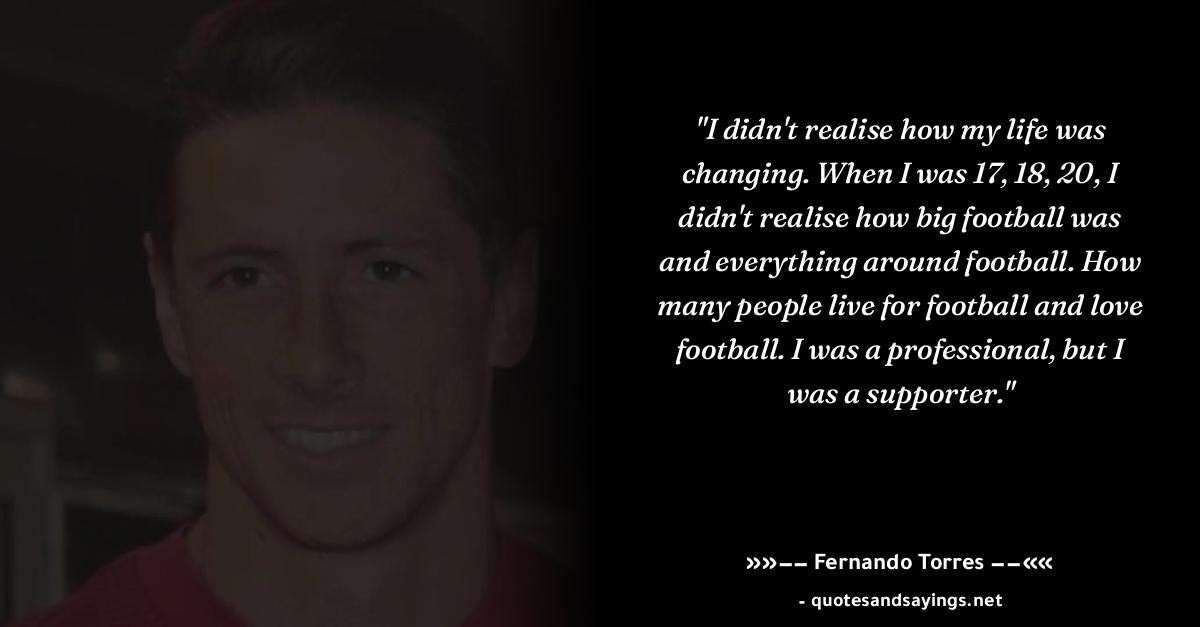 "I didn't realise how my life was
changing. When I was 17, 18, 20, I
didn't realise how big football was
and everything around football. How
many people live for football and love
football. I was a professional, but I
was a supporter."
»»–– Fernando Torres ––««
- quotesandsayings.net